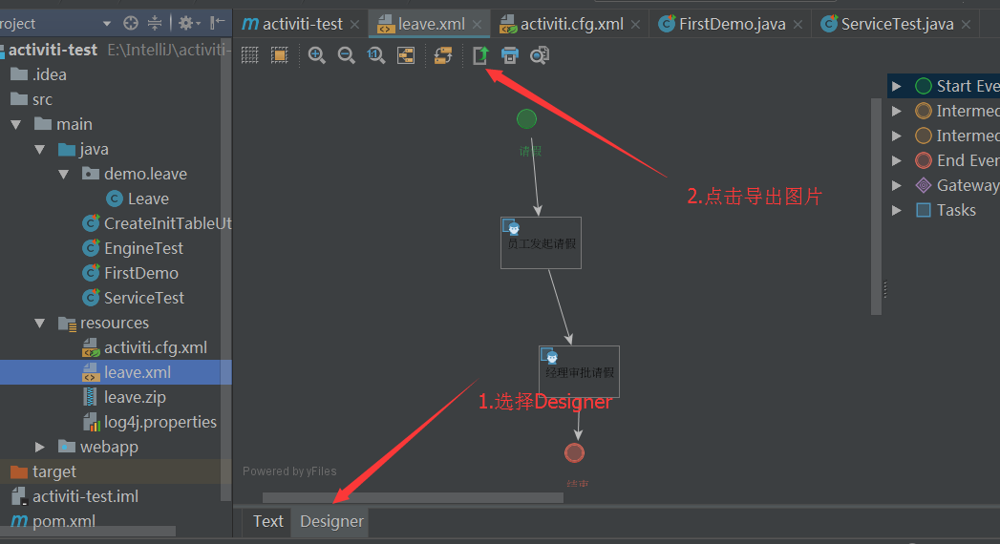 roject
activiti-test
leave.xml
activiti.cfg.xml
FirstDemo.java
ServiceTest.java
activiti-test E:\IntelliJ\activiti-
.idea
src
main
java
demo.leave
Leave
CreateInitTableUt
EngineTest
FirstDemo
ServiceTest
resources
activiti.cfg.xml
leave.xml
leave.zip
log4j.properties
webapp
target
activiti-test.iml
pom.xml
1:1
请假
员工发起请假
经理审批请假
结束
2.点击导出图片
1.选择Designer
Powered by yFiles
Text
Designer
Start Eve
Intermed
Intermed
End Even
Gateway
Tasks